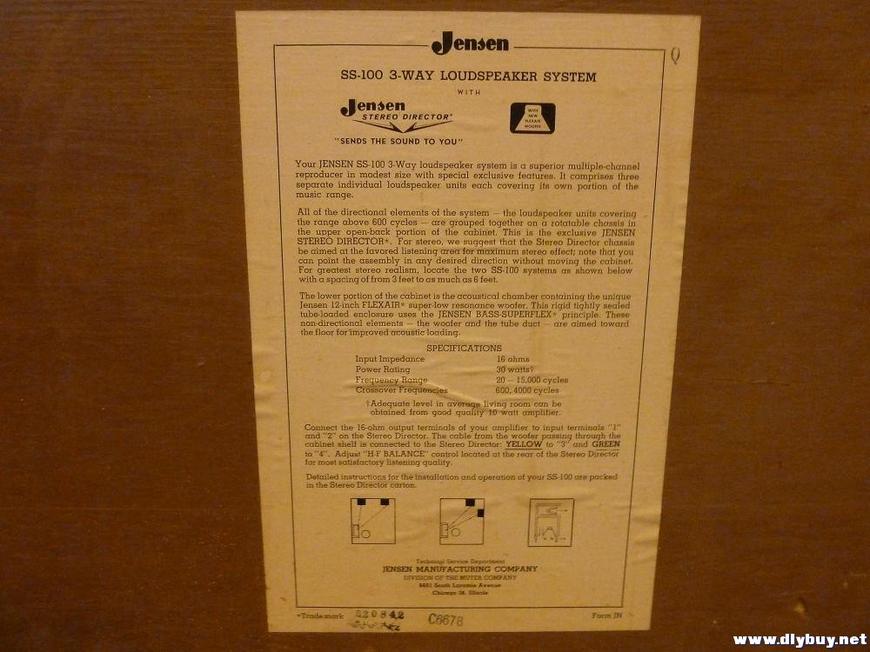 Jensen
Q
SS-100 3-WAY LOUDSPEAKER SYSTEM
WITH
Jensen
STEREO DIRECTOR*
WITH
NEW
FLEXAIR
WOOFER
"SENDS THE SOUND TO YOU"
Your JENSEN SS-100 3-Way loudspeaker system is a superior multiple-channel
reproducer in modest size with special exclusive features. It comprises three
separate individual loudspeaker units each covering its own portion of the
music range.
All of the directional elements of the system — the loudspeaker units covering
the range above 600 cycles — are grouped together on a rotatable chassis in
the upper open-back portion of the cabinet. This is the exclusive JENSEN
STEREO DIRECTOR*. For stereo, we suggest that the Stereo Director chassis
be aimed at the favored listening area for maximum stereo effect; note that you
can point the assembly in any desired direction without moving the cabinet.
For greatest stereo realism, locate the two SS-100 systems as shown below
with a spacing of from 3 feet to as much as 6 feet.
The lower portion of the cabinet is the acoustical chamber containing the unique
Jensen 12-inch FLEXAIR* super-low resonance woofer. This rigid tightly sealed
tube-loaded enclosure uses the JENSEN BASS-SUPERFLEX* principle. These
non-directional elements — the woofer and the tube duct — are aimed toward
the floor for improved acoustic loading.
SPECIFICATIONS
Input Impedance 16 ohms
Power Rating 30 watts†
Frequency Range 20 — 15,000 cycles
Crossover Frequencies 600, 4000 cycles
†Adequate level in average living room can be
obtained from good quality 10 watt amplifier.
Connect the 16-ohm output terminals of your amplifier to input terminals "1"
and "2" on the Stereo Director. The cable from the woofer passing through the
cabinet shelf is connected to the Stereo Director: YELLOW to "3" and GREEN
to "4". Adjust "H-F BALANCE" control located at the rear of the Stereo Director
for most satisfactory listening quality.
Detailed instructions for the installation and operation of your SS-100 are packed
in the Stereo Director carton.
Technical Service Department
JENSEN MANUFACTURING COMPANY
DIVISION OF THE MUTER COMPANY
6601 South Laramie Avenue
Chicago 38, Illinois
*Trademark 220842 C6678 Form IN
www.dlybuy.net